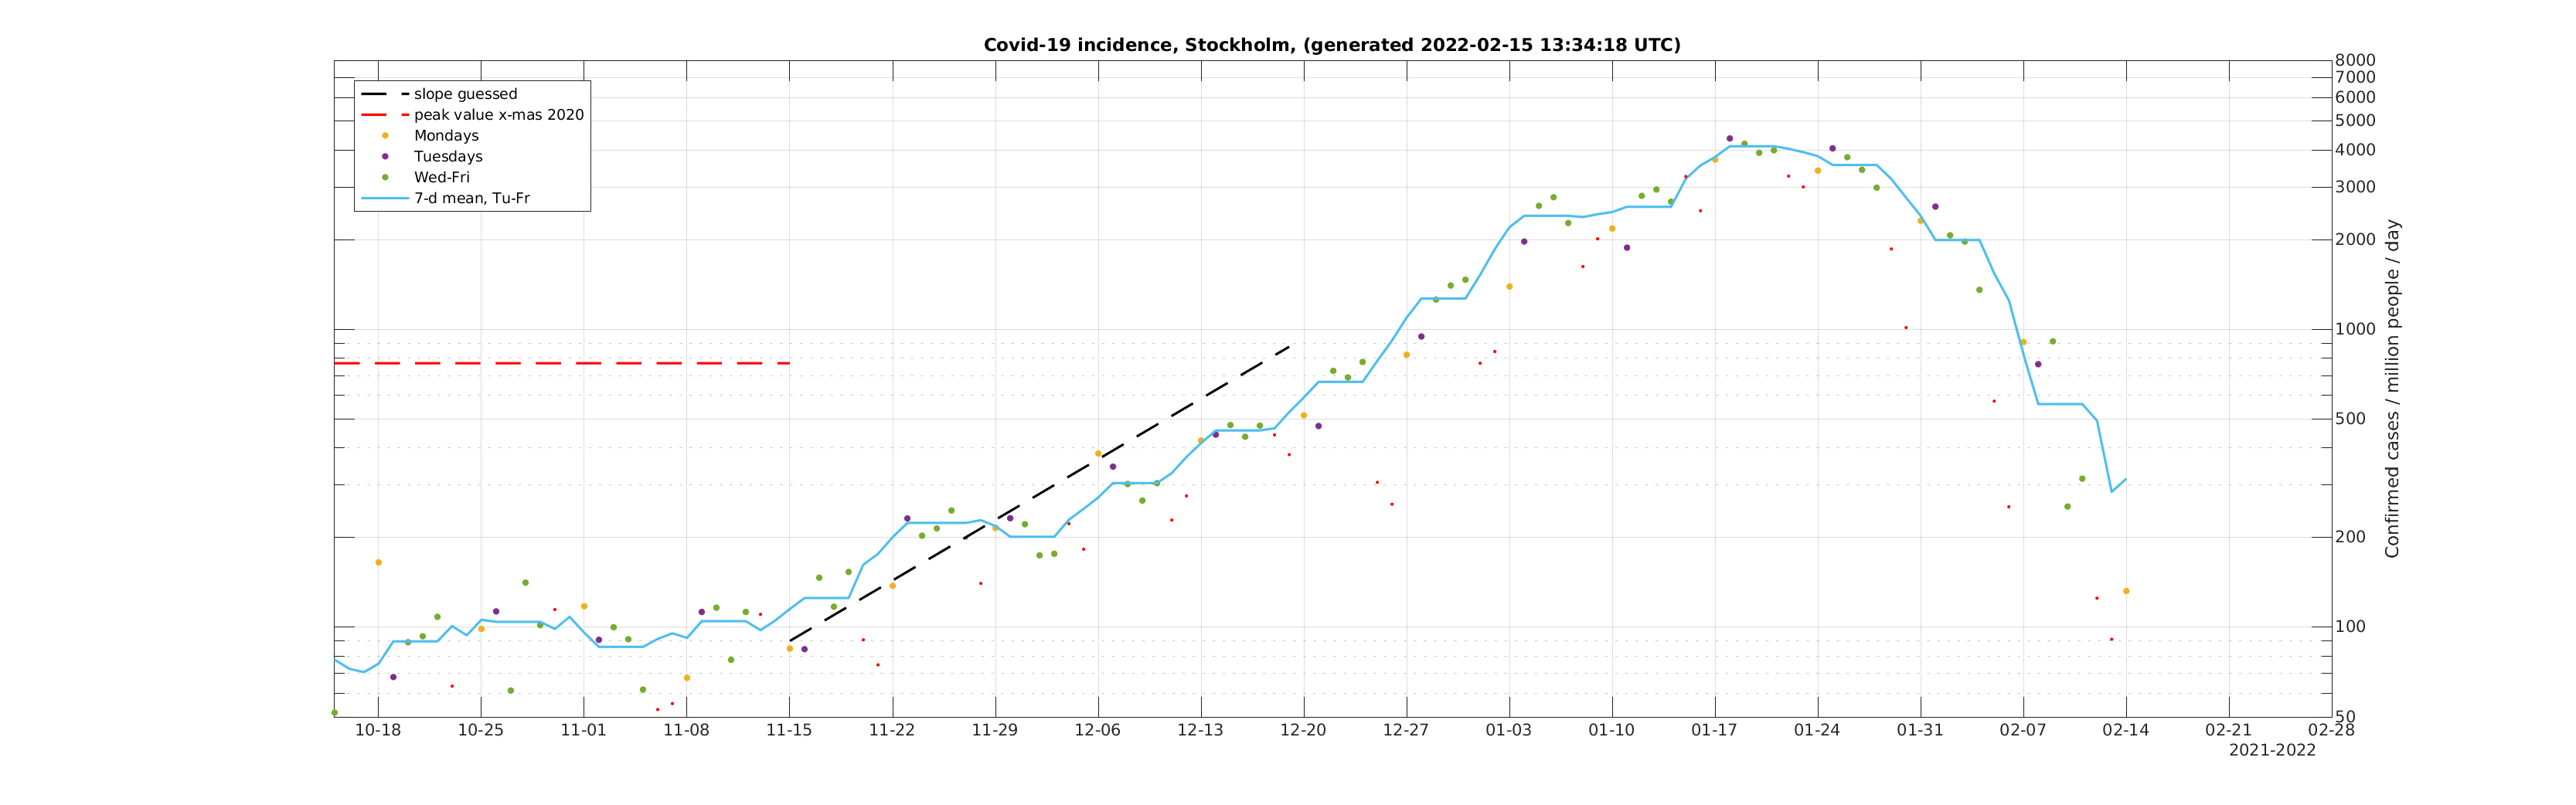 Covid-19 incidence, Stockholm, (generated 2022-02-15 13:34:18 UTC)
slope guessed
peak value x-mas 2020
Mondays
Tuesdays
Wed-Fri
7-d mean, Tu-Fr
8000
7000
6000
5000
4000
3000
2000
1000
500
200
100
50
Confirmed cases / million people / day
10-18 10-25 11-01 11-08 11-15 11-22 11-29 12-06 12-13 12-20 12-27 01-03 01-10 01-17 01-24 01-31 02-07 02-14 02-21 02-28
2021-2022